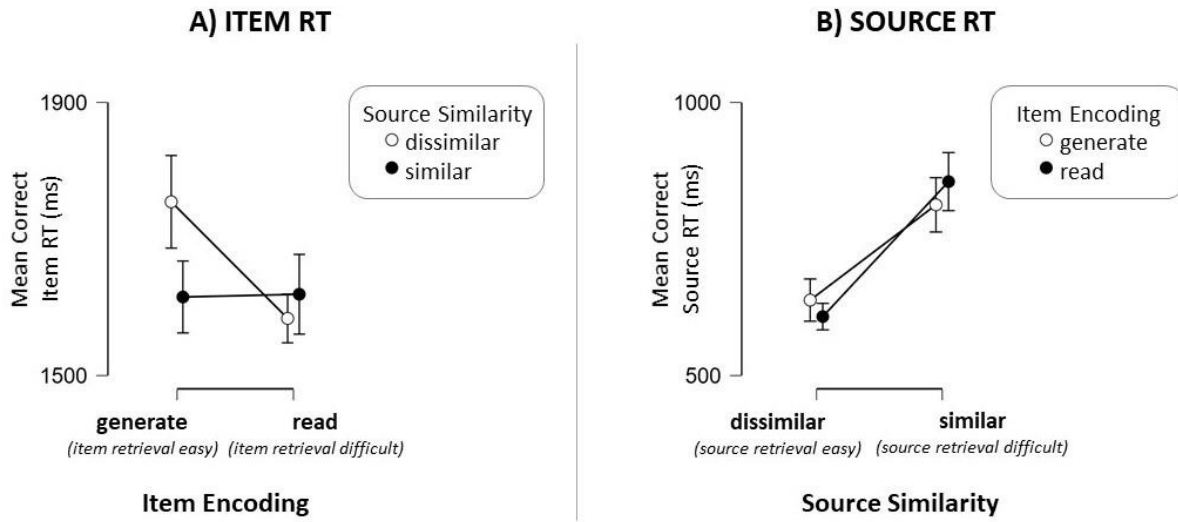 A) ITEM RT
1900
1500
Mean Correct
Item RT (ms)
Source Similarity
dissimilar
similar
generate
(item retrieval easy)
read
(item retrieval difficult)
Item Encoding
B) SOURCE RT
1000
500
Mean Correct
Source RT (ms)
Item Encoding
generate
read
dissimilar
(source retrieval easy)
similar
(source retrieval difficult)
Source Similarity